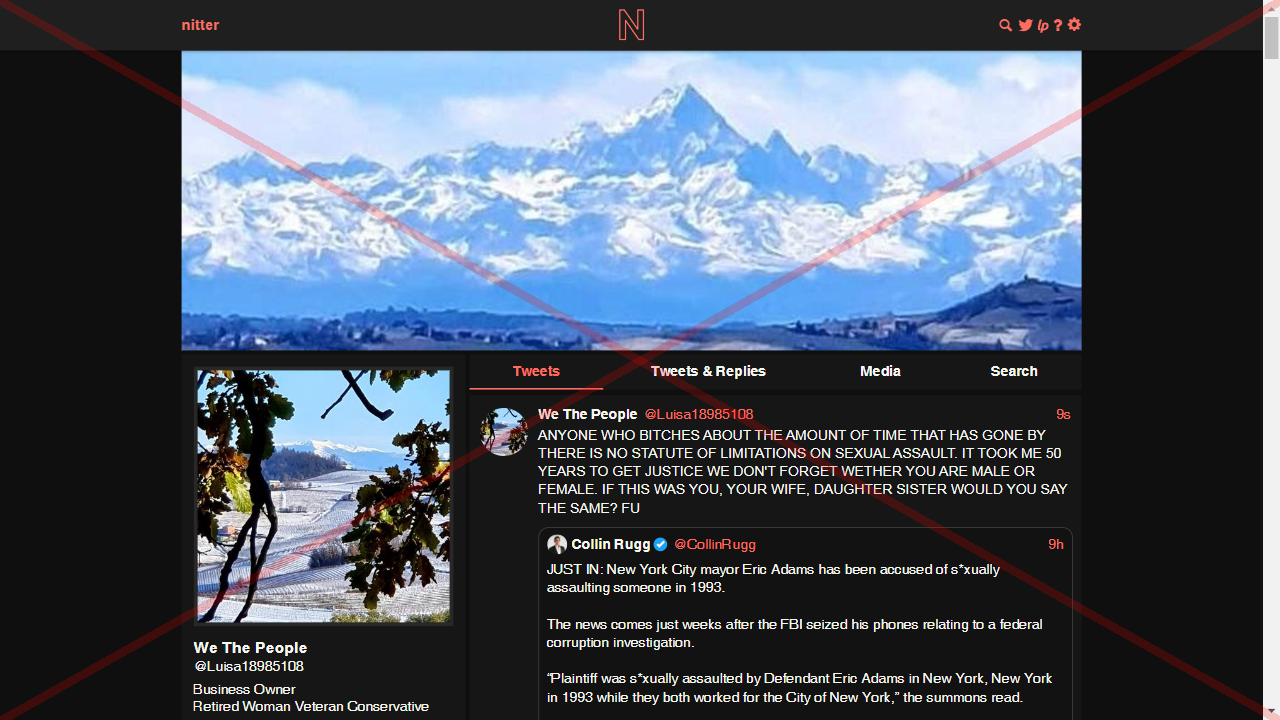 nitter
N
lp ?
Tweets
Tweets & Replies
Media
Search
We The People @Luisa18985108 9s
ANYONE WHO BITCHES ABOUT THE AMOUNT OF TIME THAT HAS GONE BY
THERE IS NO STATUTE OF LIMITATIONS ON SEXUAL ASSAULT. IT TOOK ME 50
YEARS TO GET JUSTICE WE DON'T FORGET WETHER YOU ARE MALE OR
FEMALE. IF THIS WAS YOU, YOUR WIFE, DAUGHTER SISTER WOULD YOU SAY
THE SAME? FU
Collin Rugg @CollinRugg 9h
JUST IN: New York City mayor Eric Adams has been accused of s*xually
assaulting someone in 1993.
The news comes just weeks after the FBI seized his phones relating to a federal
corruption investigation.
“Plaintiff was s*xually assaulted by Defendant Eric Adams in New York, New York
in 1993 while they both worked for the City of New York,” the summons read.
We The People
@Luisa18985108
Business Owner
Retired Woman Veteran Conservative